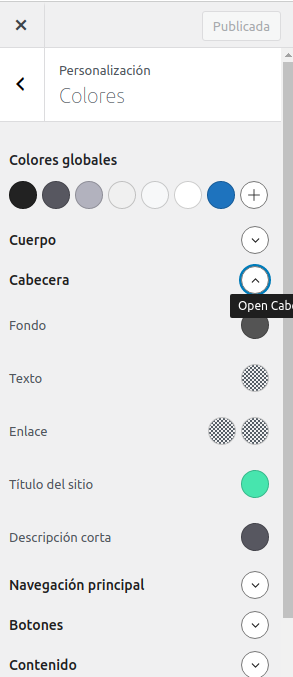 Publicada
Personalización
Colores
Colores globales
Cuerpo
Cabecera
Open Cab
Fondo
Texto
Enlace
Título del sitio
Descripción corta
Navegación principal
Botones
Contenido